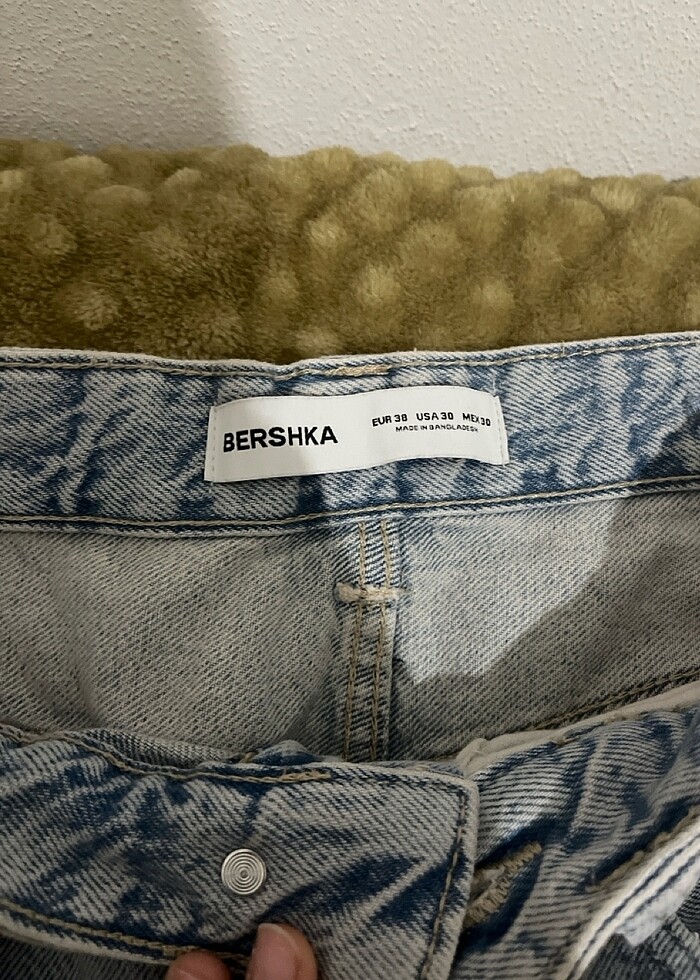 BERSHKA
EUR 38 USA 30 MEX 30
MADE IN BANGLADESH